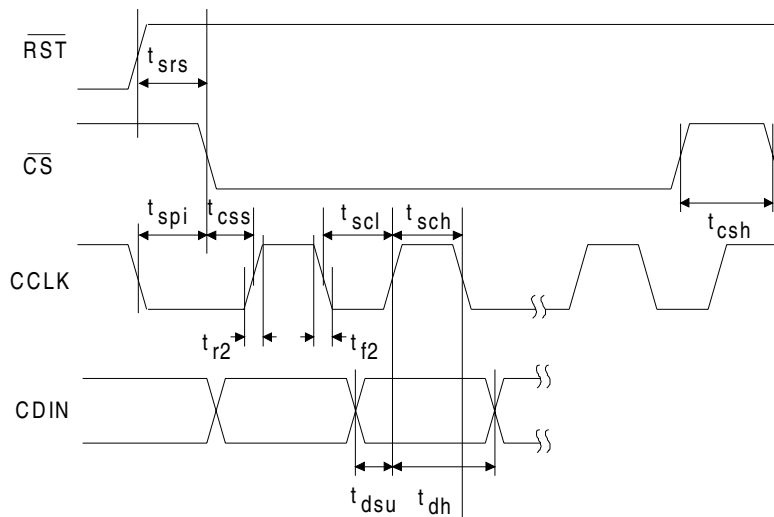 RST
t srs
CS
t spi
t css
t scl
t sch
t csh
CCLK
t r2
t f2
CDIN
t dsu
t dh